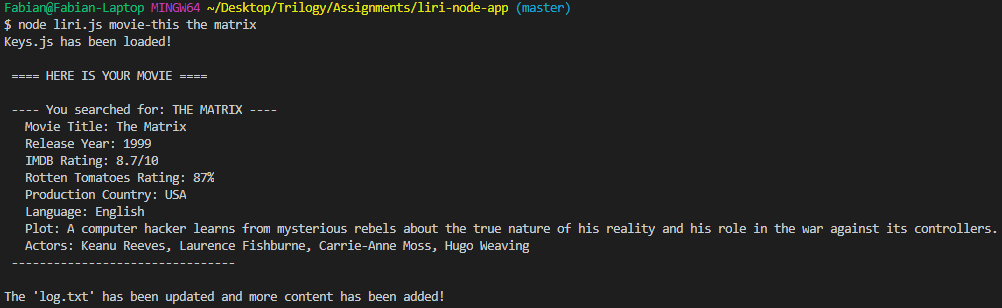 Fabian@Fabian-Laptop MINGW64 ~/Desktop/Trilogy/Assignments/liri-node-app (master)
$ node liri.js movie-this the matrix
Keys.js has been loaded!
==== HERE IS YOUR MOVIE ====
---- You searched for: THE MATRIX ----
Movie Title: The Matrix
Release Year: 1999
IMDB Rating: 8.7/10
Rotten Tomatoes Rating: 87%
Production Country: USA
Language: English
Plot: A computer hacker learns from mysterious rebels about the true nature of his reality and his role in the war against its controllers.
Actors: Keanu Reeves, Laurence Fishburne, Carrie-Anne Moss, Hugo Weaving
--------------------------------
The 'log.txt' has been updated and more content has been added!